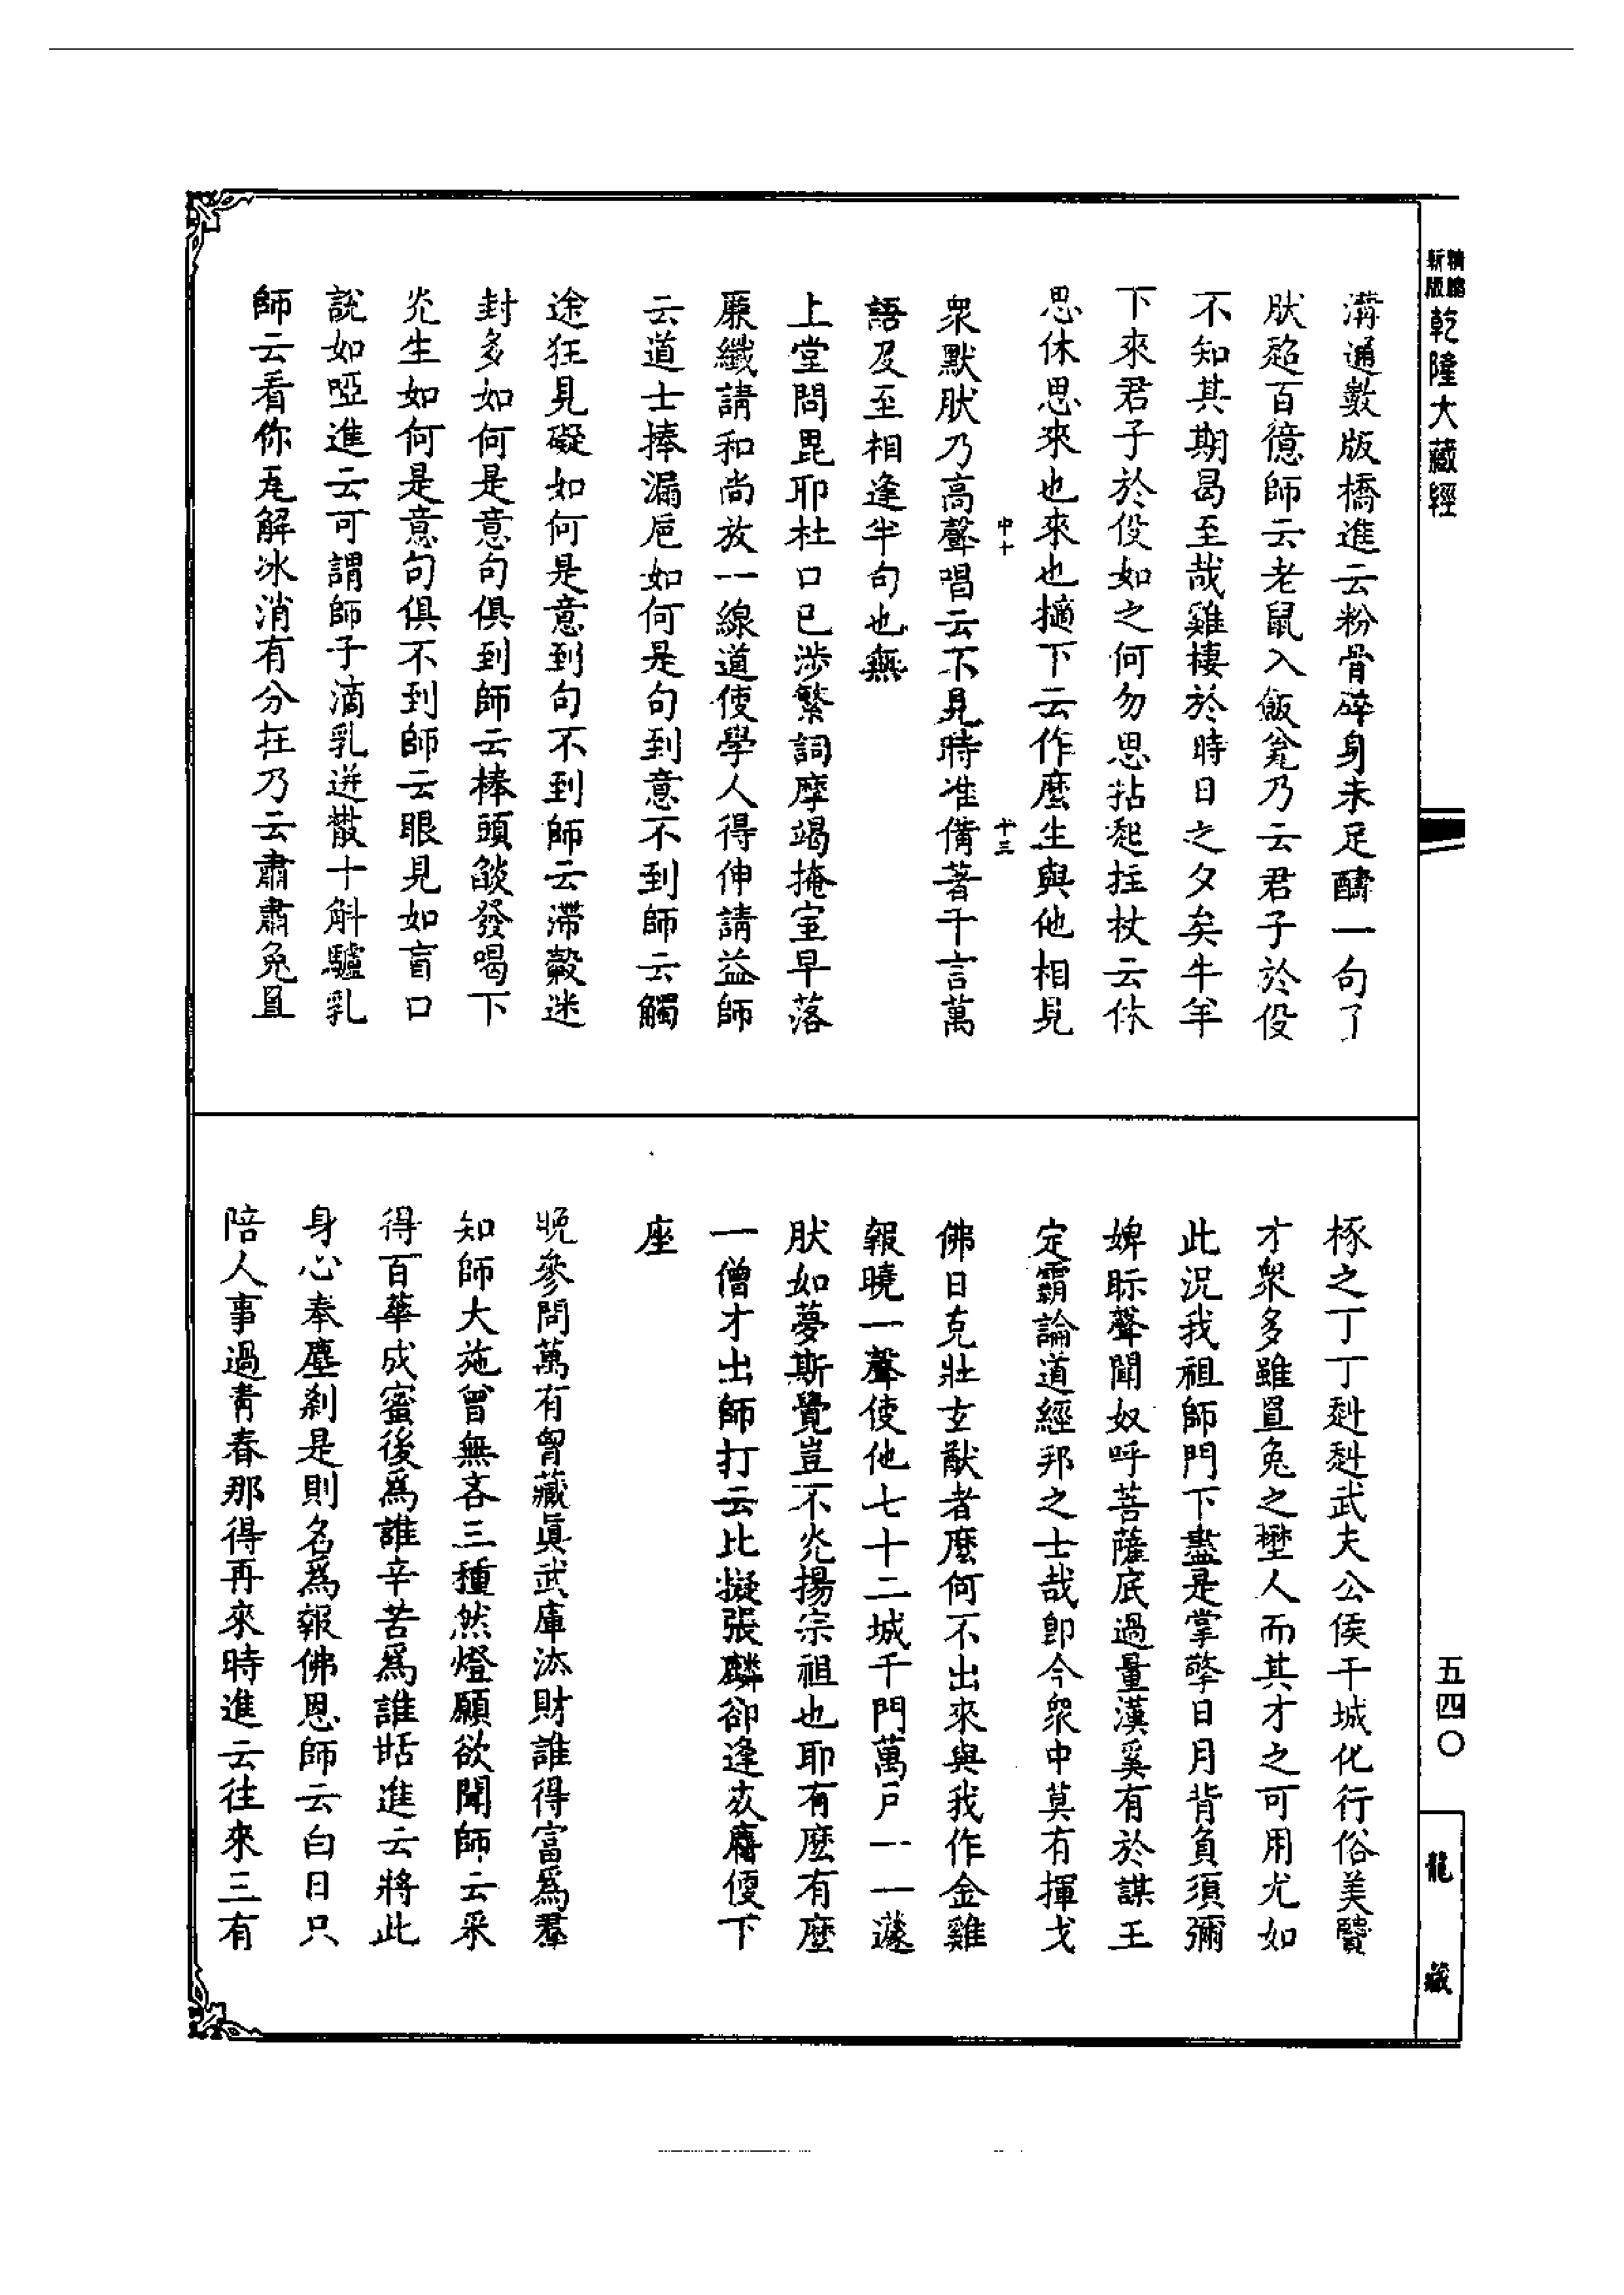 精縮新版乾隆大藏經
溝通數版橋進云粉骨碎身未足酬一句了
肰超百億師云老鼠入飯瓮乃云君子於役
不知其期曷至哉雞棲於時日之夕矣牛羊
下來君子於役如之何勿思拈起拄杖云休
思休思來也來也擿下云作麼生與他相見
中十 十三
衆默肰乃高聲唱云不見時准備著千言萬
語及至相逢半句也無
上堂問毘耶杜口已涉繁詞摩竭掩室早落
廉纖請和尚放一線道使學人得伸請益師
云道士捧漏巵如何是句到意不到師云觸
途狂見礙如何是意到句不到師云滯轂迷
封多如何是意句俱到師云棒頭燄發喝下
光生如何是意句俱不到師云眼見如盲口
說如啞進云可謂師子滴乳迸散十斛驢乳
師云看你瓦解冰消有分在乃云肅肅兔罝
椓之丁丁赳赳武夫公侯干城化行俗美賢
才衆多雖罝兔之野人而其才之可用尤如
此況我祖師門下盡是掌擎日月背負須彌
婢眎聲聞奴呼菩薩底過量漢奚有於謀王
定霸論道經邦之士哉卽今衆中莫有揮戈
佛日克壯玄猷者麼何不出來與我作金雞
報曉一聲使他七十二城千門萬戶一一蘧
肰如夢斯覺豈不光揚宗祖也耶有麼有麼
一僧才出師打云比擬張麟卻逢亥麏便下
座
晩參問萬有曾藏眞武庫法財誰得富爲羣
知師大施曾無吝三種然燈願欲聞師云采
得百華成蜜後爲誰辛苦爲誰甛進云將此
身心奉塵剎是則名爲報佛恩師云白日只
陪人事過靑春那得再來時進云往來三有
五四〇
龍藏